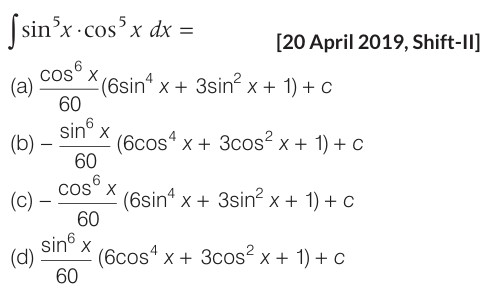 ∫ sin⁵x · cos⁵x dx =
[20 April 2019, Shift-II]
(a) cos⁶ x / 60 (6sin⁴ x + 3sin² x + 1) + c
(b) − sin⁶ x / 60 (6cos⁴ x + 3cos² x + 1) + c
(c) − cos⁶ x / 60 (6sin⁴ x + 3sin² x + 1) + c
(d) sin⁶ x / 60 (6cos⁴ x + 3cos² x + 1) + c